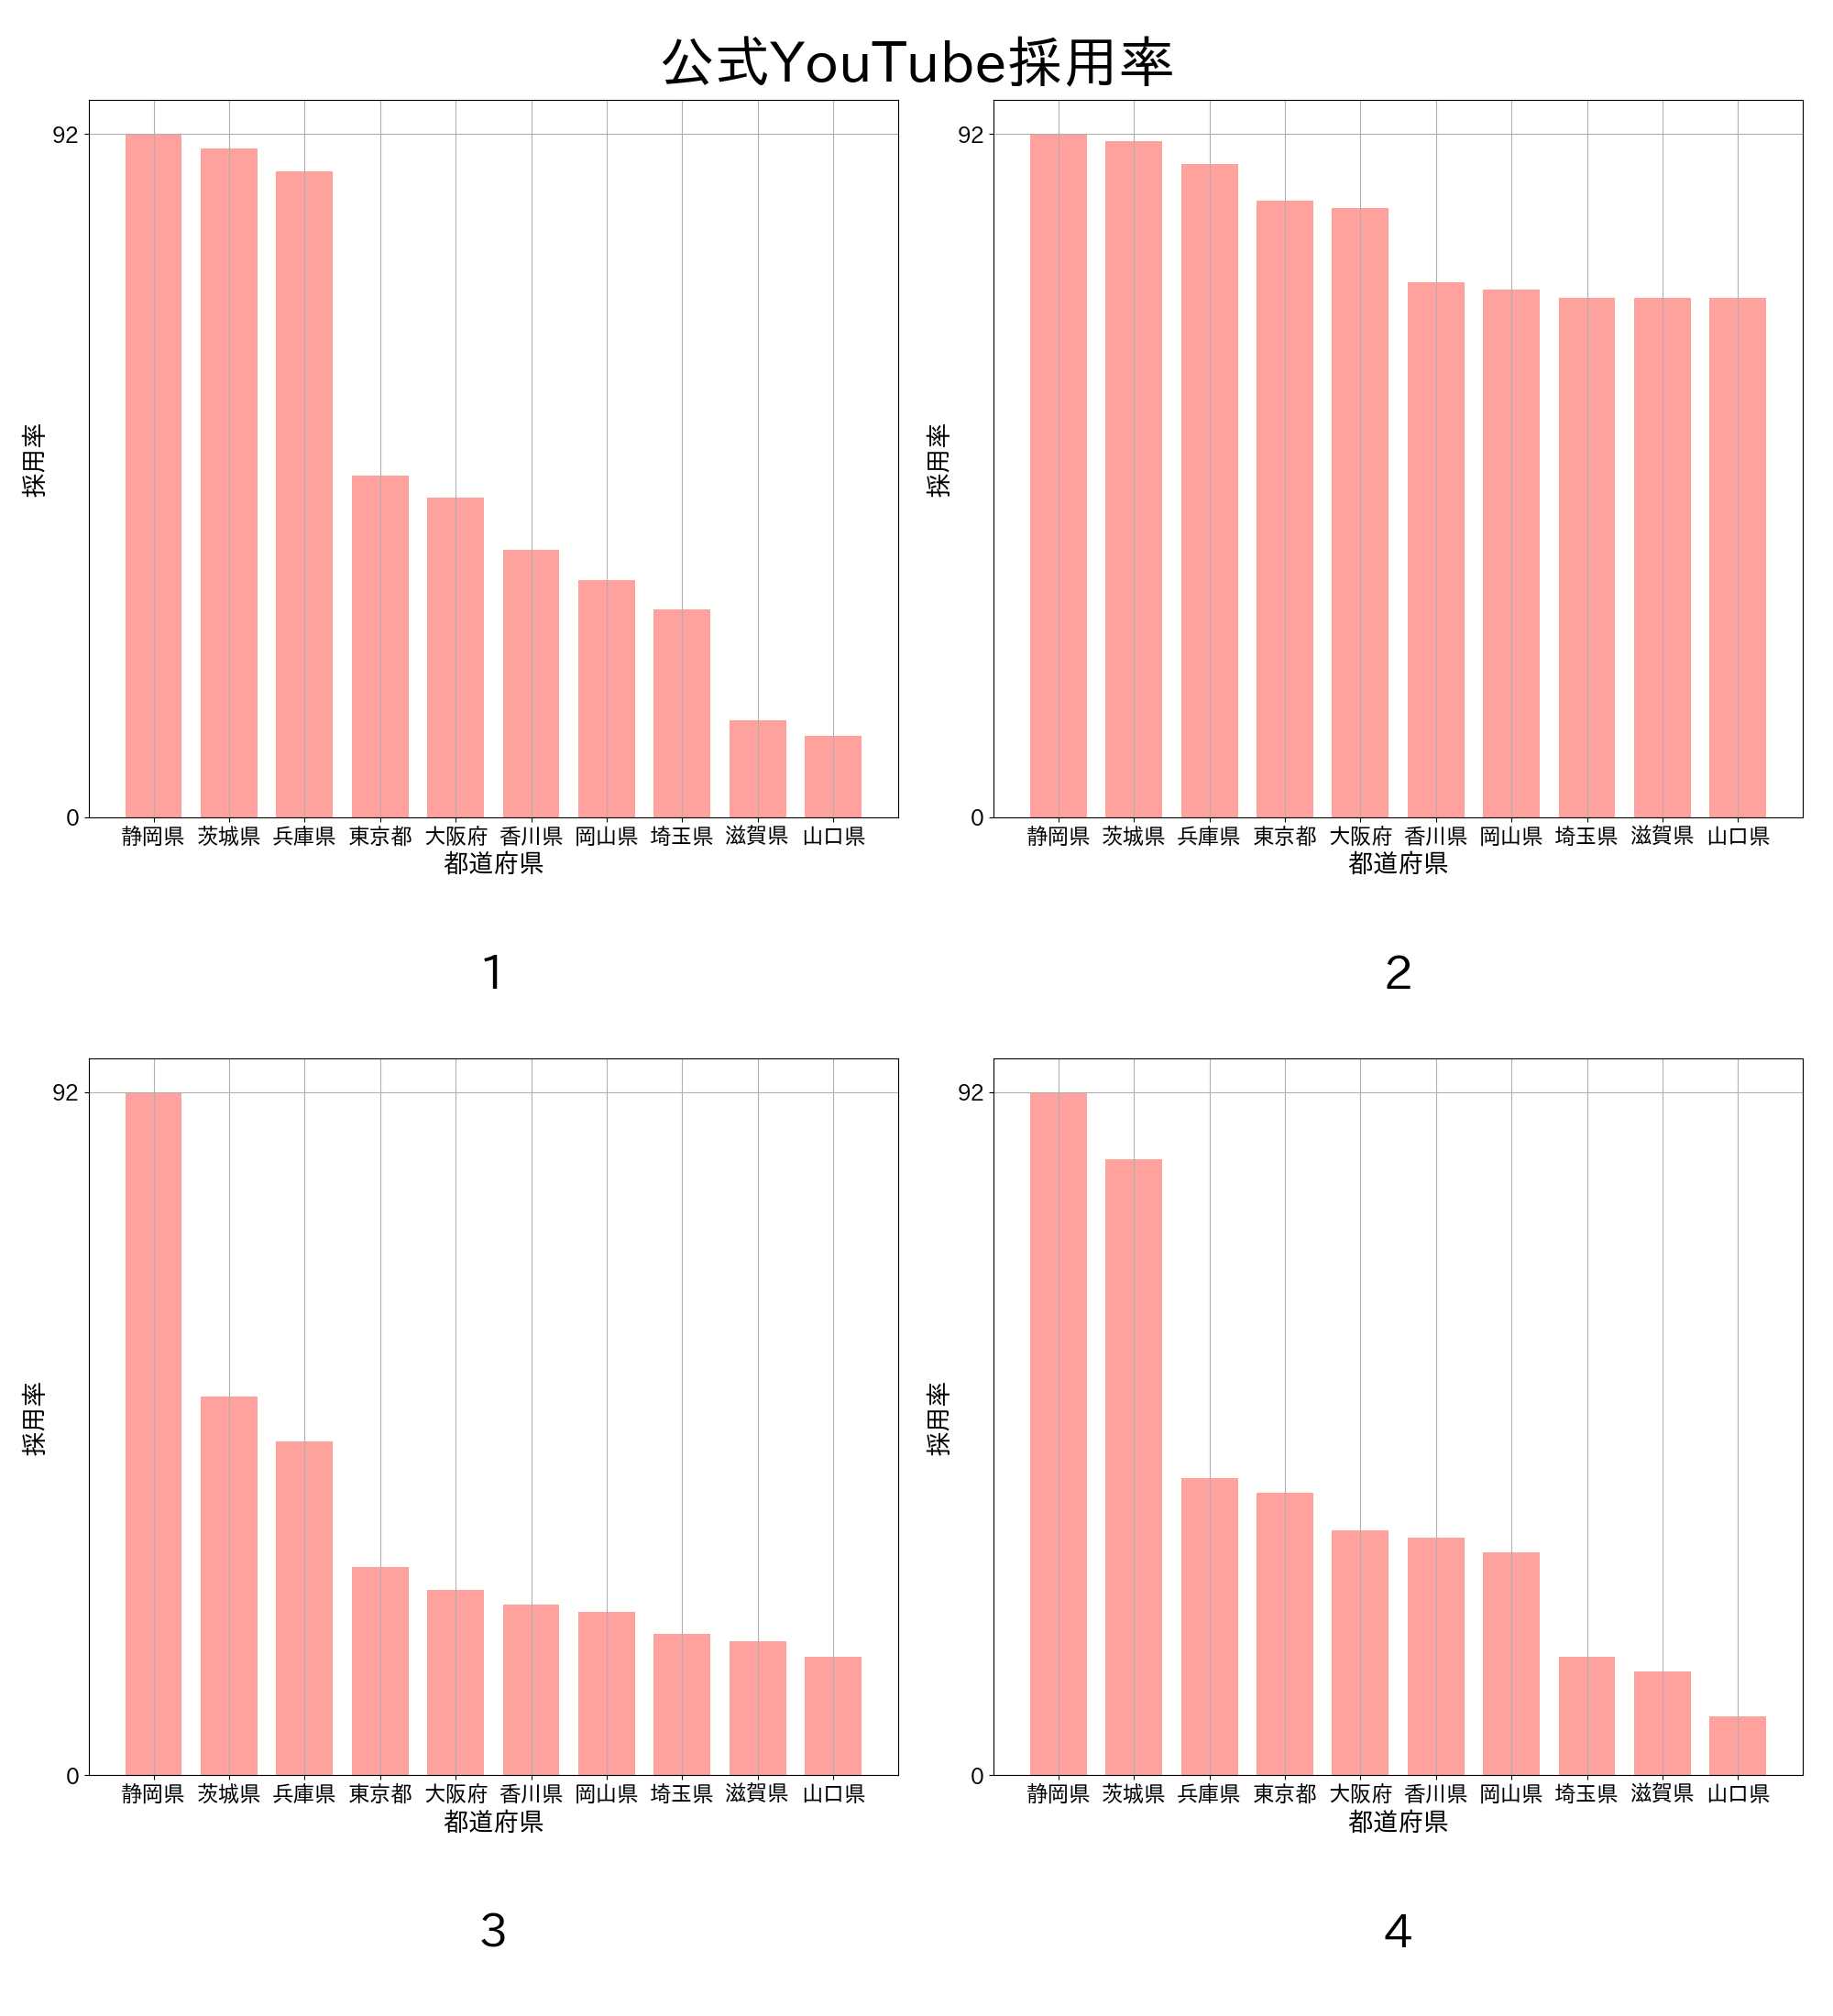 公式YouTube採用率
92
0
採用率
静岡県 茨城県 兵庫県 東京都 大阪府 香川県 岡山県 埼玉県 滋賀県 山口県
都道府県
1
92
0
採用率
静岡県 茨城県 兵庫県 東京都 大阪府 香川県 岡山県 埼玉県 滋賀県 山口県
都道府県
2
92
0
採用率
静岡県 茨城県 兵庫県 東京都 大阪府 香川県 岡山県 埼玉県 滋賀県 山口県
都道府県
3
92
0
採用率
静岡県 茨城県 兵庫県 東京都 大阪府 香川県 岡山県 埼玉県 滋賀県 山口県
都道府県
4